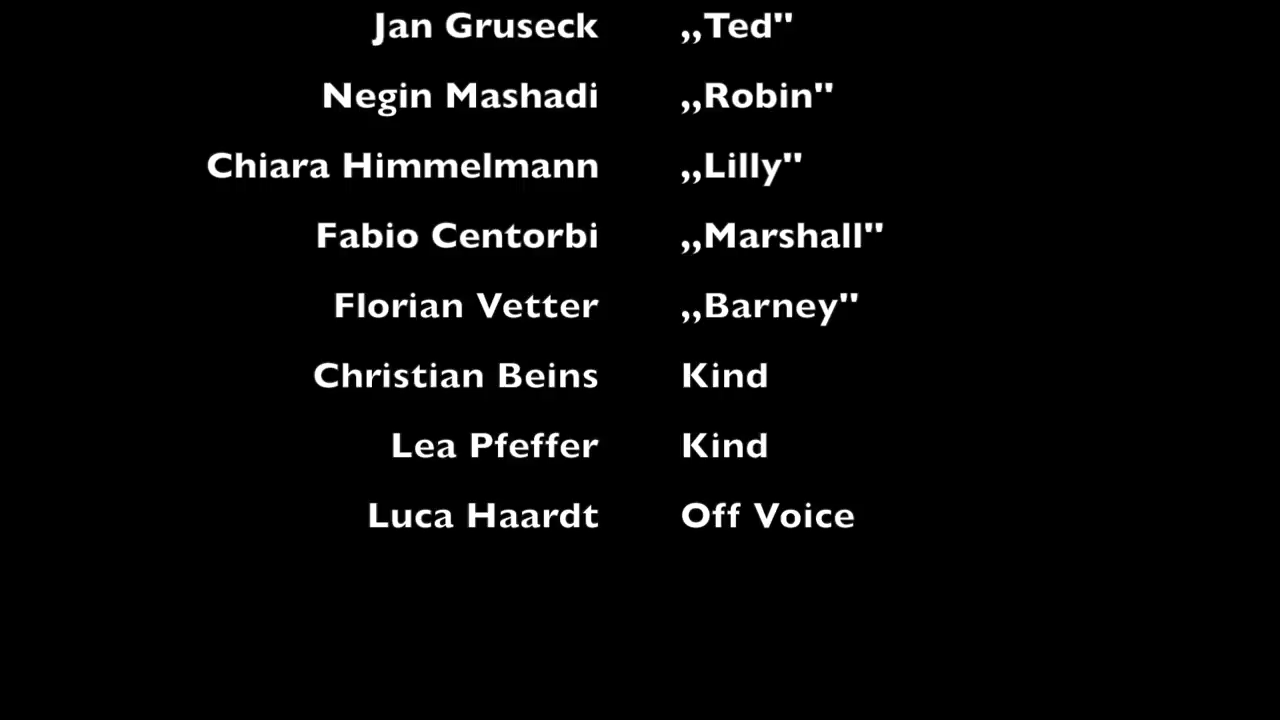 Jan Gruseck ,,Ted"
Negin Mashadi ,,Robin"
Chiara Himmelmann ,,Lilly"
Fabio Centorbi ,,Marshall"
Florian Vetter ,,Barney"
Christian Beins Kind
Lea Pfeffer Kind
Luca Haardt Off Voice